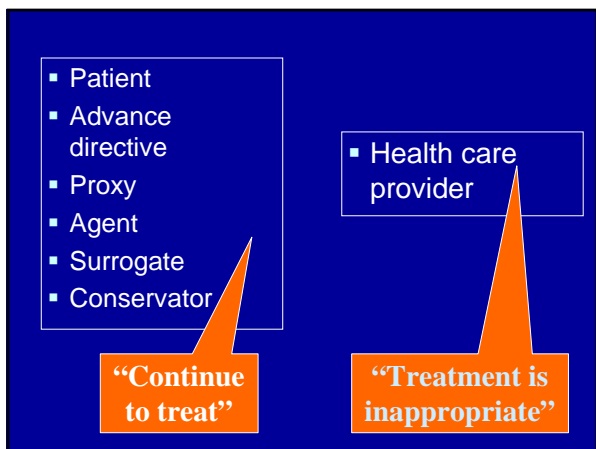 ▪ Patient
▪ Advance
directive
▪ Proxy
▪ Agent
▪ Surrogate
▪ Conservator
▪ Health care
provider
“Continue
to treat”
“Treatment is
inappropriate”